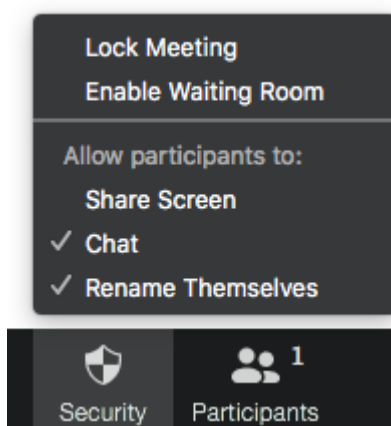 Lock Meeting
Enable Waiting Room
Allow participants to:
Share Screen
Chat
Rename Themselves
1
Security Participants